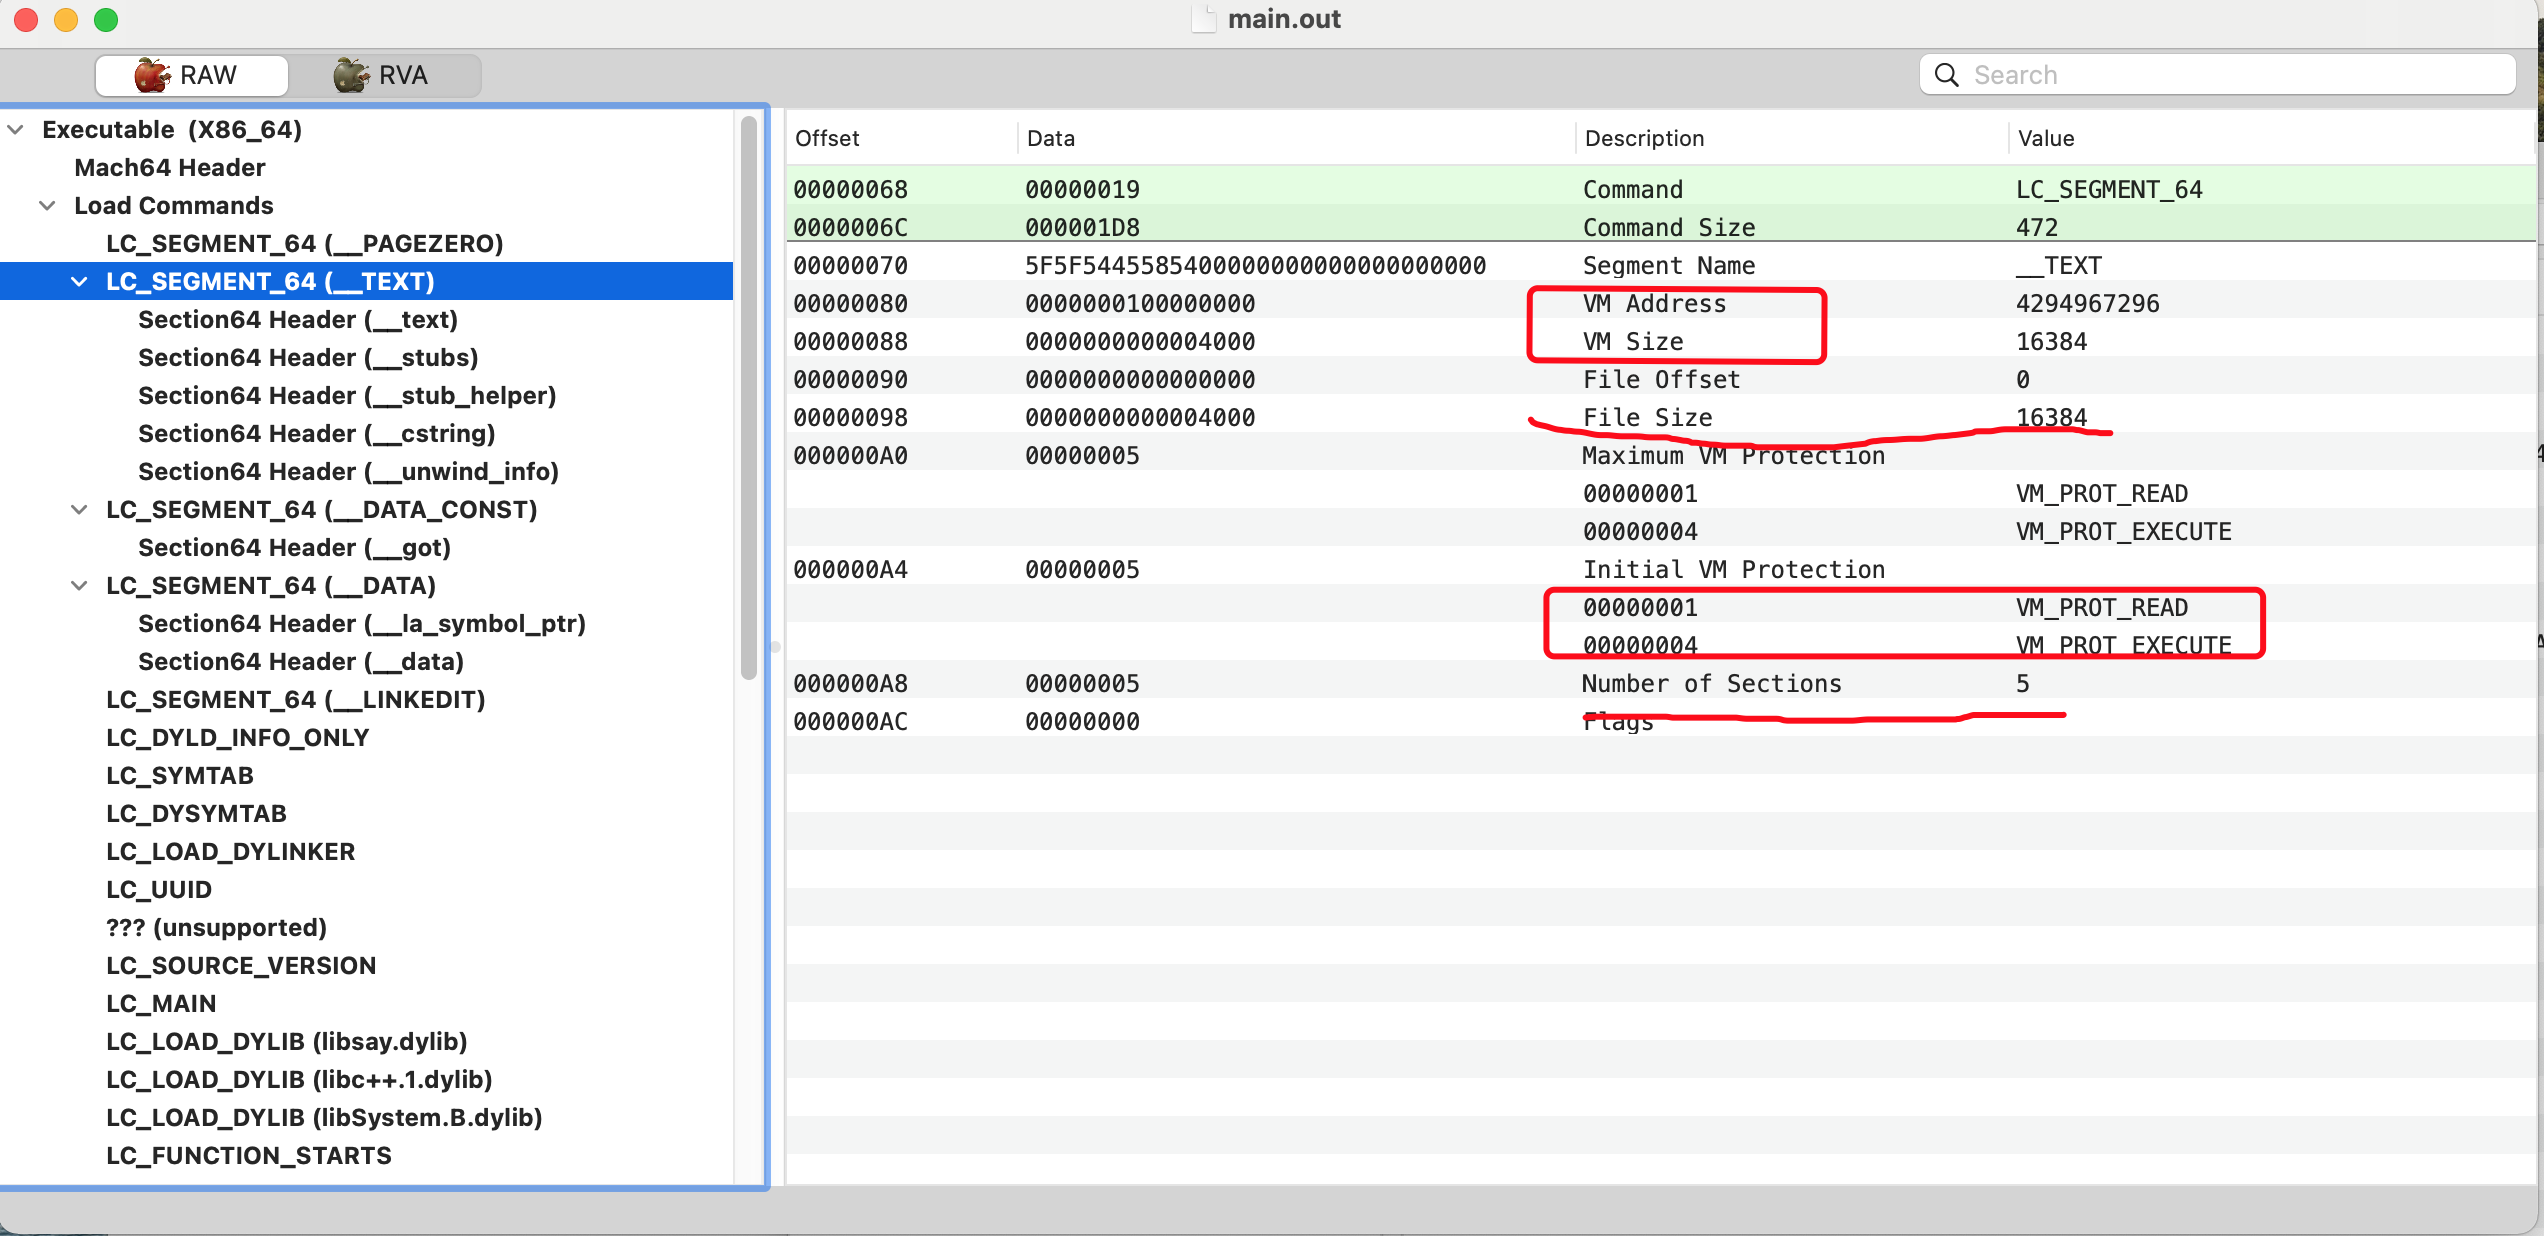 main.out
RAW RVA
Search
Executable (X86_64)
Mach64 Header
Load Commands
LC_SEGMENT_64 (__PAGEZERO)
LC_SEGMENT_64 (__TEXT)
Section64 Header (__text)
Section64 Header (__stubs)
Section64 Header (__stub_helper)
Section64 Header (__cstring)
Section64 Header (__unwind_info)
LC_SEGMENT_64 (__DATA_CONST)
Section64 Header (__got)
LC_SEGMENT_64 (__DATA)
Section64 Header (__la_symbol_ptr)
Section64 Header (__data)
LC_SEGMENT_64 (__LINKEDIT)
LC_DYLD_INFO_ONLY
LC_SYMTAB
LC_DYSYMTAB
LC_LOAD_DYLINKER
LC_UUID
??? (unsupported)
LC_SOURCE_VERSION
LC_MAIN
LC_LOAD_DYLIB (libsay.dylib)
LC_LOAD_DYLIB (libc++.1.dylib)
LC_LOAD_DYLIB (libSystem.B.dylib)
LC_FUNCTION_STARTS
Offset Data Description Value
00000068 00000019 Command LC_SEGMENT_64
0000006C 000001D8 Command Size 472
00000070 5F5F5445585400000000000000000000 Segment Name __TEXT
00000080 0000000100000000 VM Address 4294967296
00000088 0000000000004000 VM Size 16384
00000090 0000000000000000 File Offset 0
00000098 0000000000004000 File Size 16384
000000A0 00000005 Maximum VM Protection
00000001 VM_PROT_READ
00000004 VM_PROT_EXECUTE
000000A4 00000005 Initial VM Protection
00000001 VM_PROT_READ
00000004 VM_PROT_EXECUTE
000000A8 00000005 Number of Sections 5
000000AC 00000000 Flags